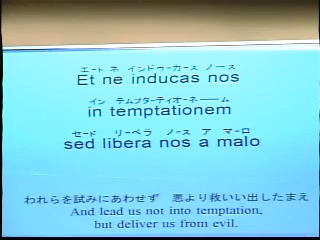 エート ネ インドゥーカース ノース
Et ne inducas nos
イン テムプターティオーネーム
in temptationem
セード リーベラ ノース ア マーロ
sed libera nos a malo
われらを試みにあわせず 悪より救いい出したまえ
And lead us not into temptation,
but deliver us from evil.